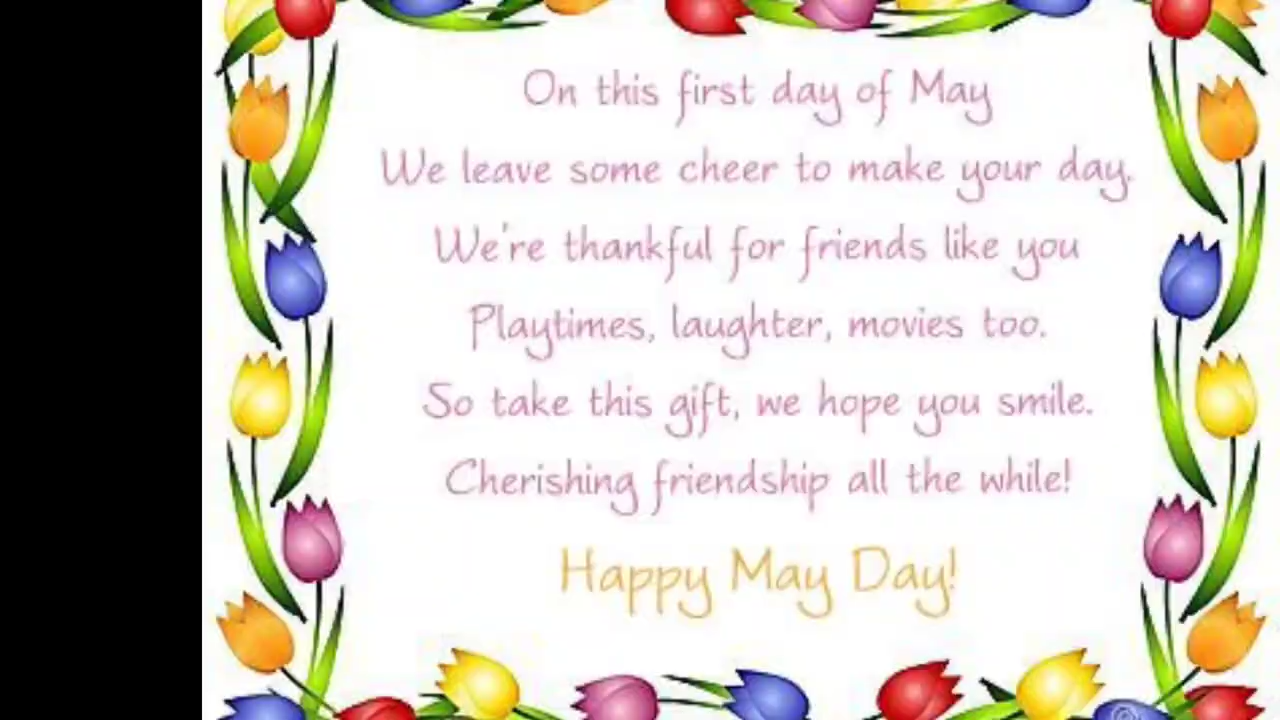 On this first day of May
We leave some cheer to make your day.
We're thankful for friends like you
Playtimes, laughter, movies too.
So take this gift, we hope you smile.
Cherishing friendship all the while!
Happy May Day!